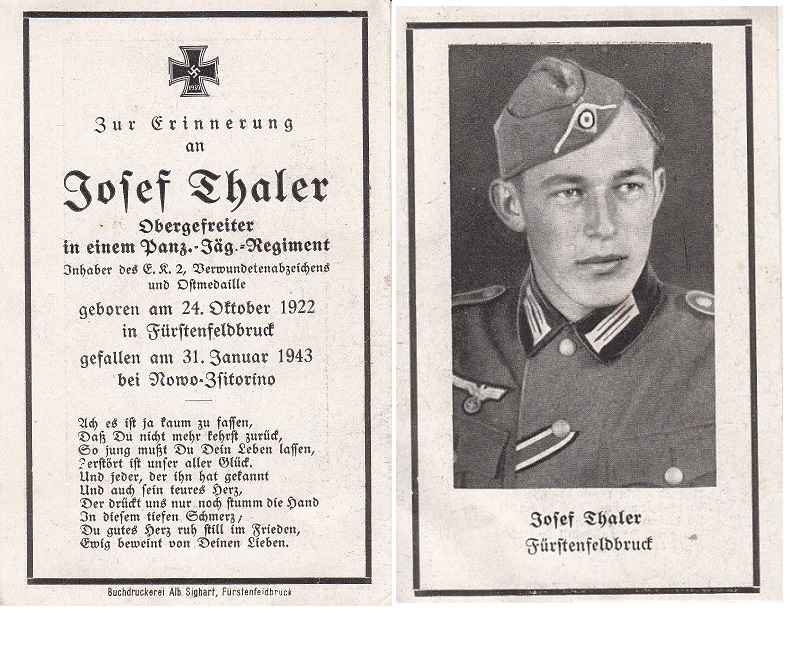 1939
Zur Erinnerung
an
Josef Thaler
Obergefreiter
in einem Panz.-Jäg.-Regiment
Inhaber des E. K. 2, Verwundetenabzeichens
und Ostmedaille
geboren am 24. Oktober 1922
in Fürstenfeldbruck
gefallen am 31. Januar 1943
bei Nowo-Zsitorino
Ach es ist ja kaum zu fassen,
Daß Du nicht mehr kehrst zurück,
So jung mußt Du Dein Leben lassen,
Zerstört ist unser aller Glück.
Und jeder, der ihn hat gekannt
Und auch sein teures Herz,
Der drückt uns nur noch stumm die Hand
In diesem tiefen Schmerz;
Du gutes Herz ruh still im Frieden,
Ewig beweint von Deinen Lieben.
Buchdruckerei Alb. Sighart, Fürstenfeldbruck
Josef Thaler
Fürstenfeldbruck